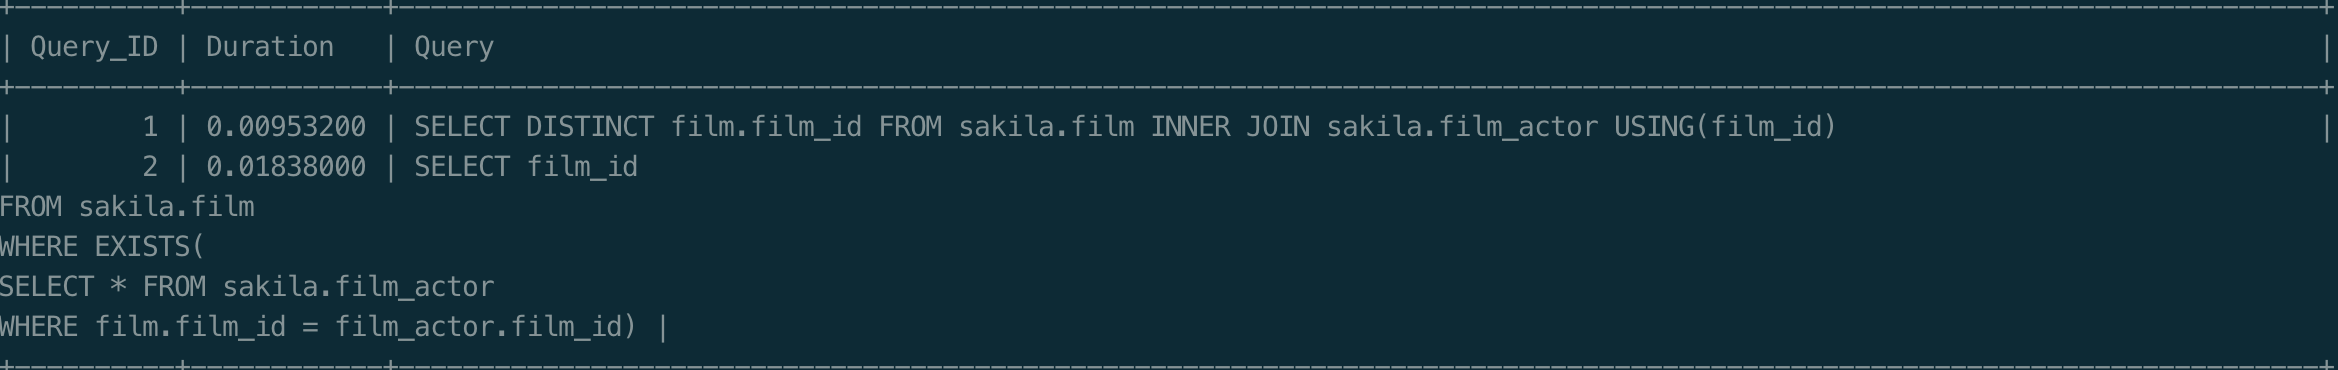 | Query_ID | Duration   | Query |
| 1 | 0.00953200 | SELECT DISTINCT film.film_id FROM sakila.film INNER JOIN sakila.film_actor USING(film_id) |
| 2 | 0.01838000 | SELECT film_id
FROM sakila.film
WHERE EXISTS(
SELECT * FROM sakila.film_actor
WHERE film.film_id = film_actor.film_id) |